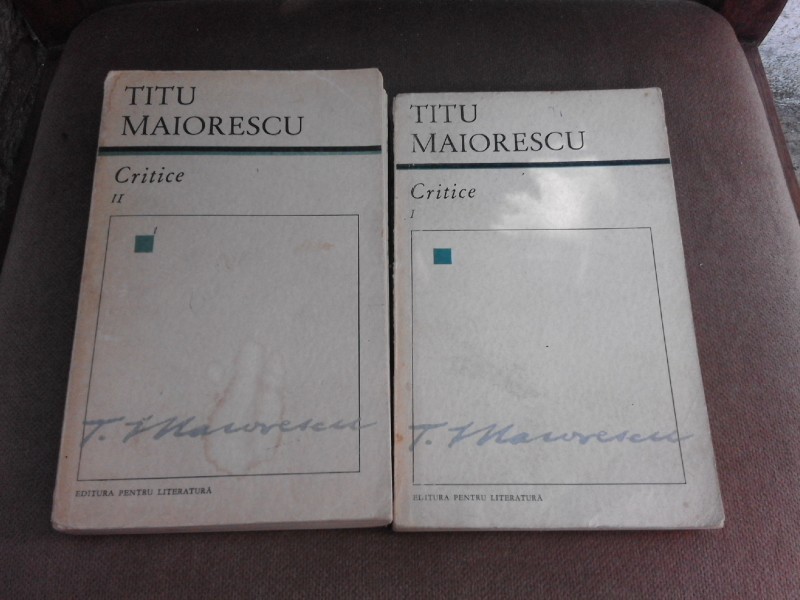 TITU
MAIORESCU
Critice
II
T. Maiorescu
EDITURA PENTRU LITERATURĂ
TITU
MAIORESCU
Critice
I
T. Maiorescu
EDITURA PENTRU LITERATURĂ